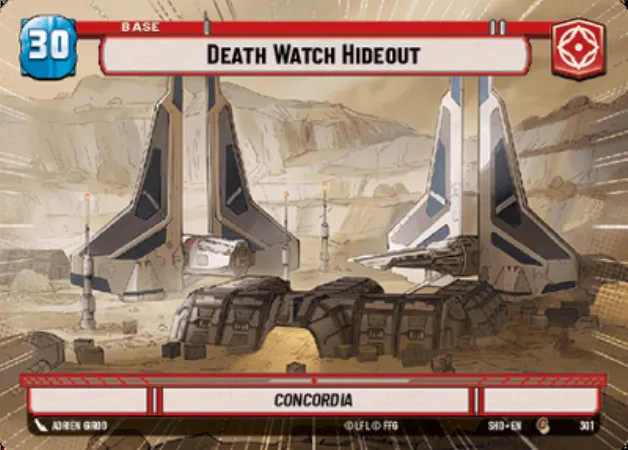 BASE
30
DEATH WATCH HIDEOUT
CONCORDIA
ADRIEN GIROD
© LFL © FFG
SHD • EN
301